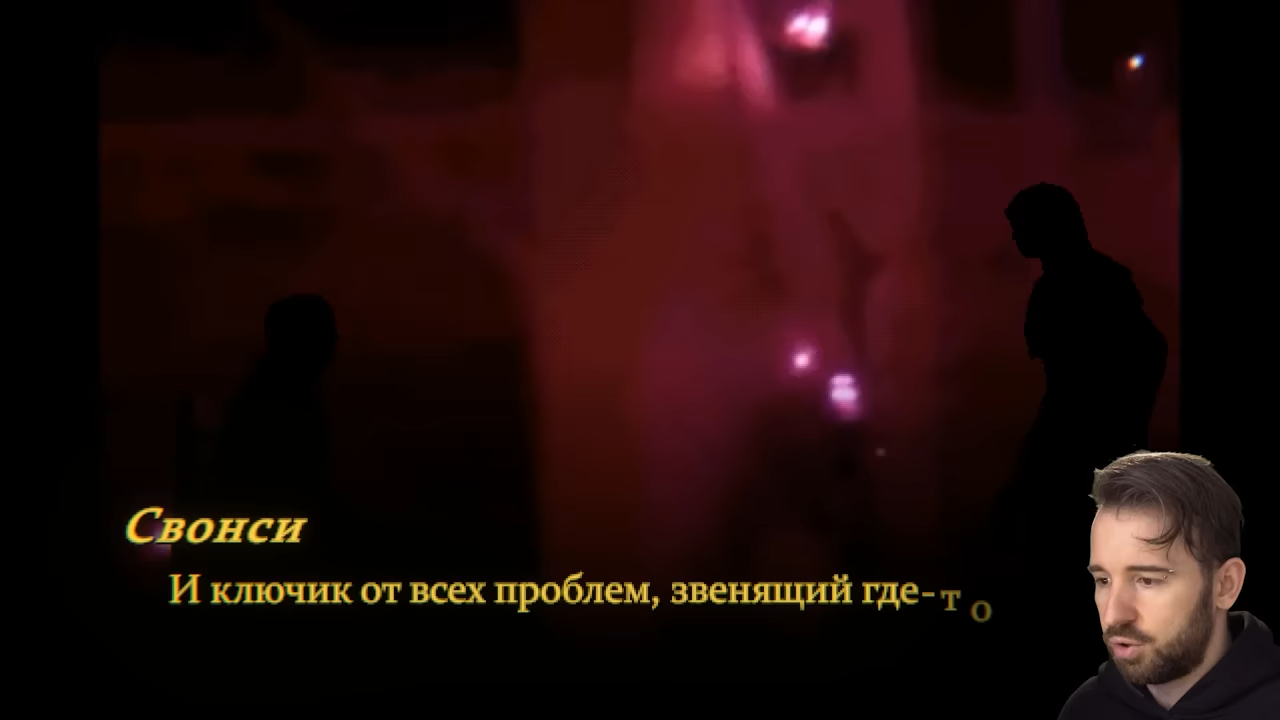 Свонси
И ключик от всех проблем, звенящий где-то